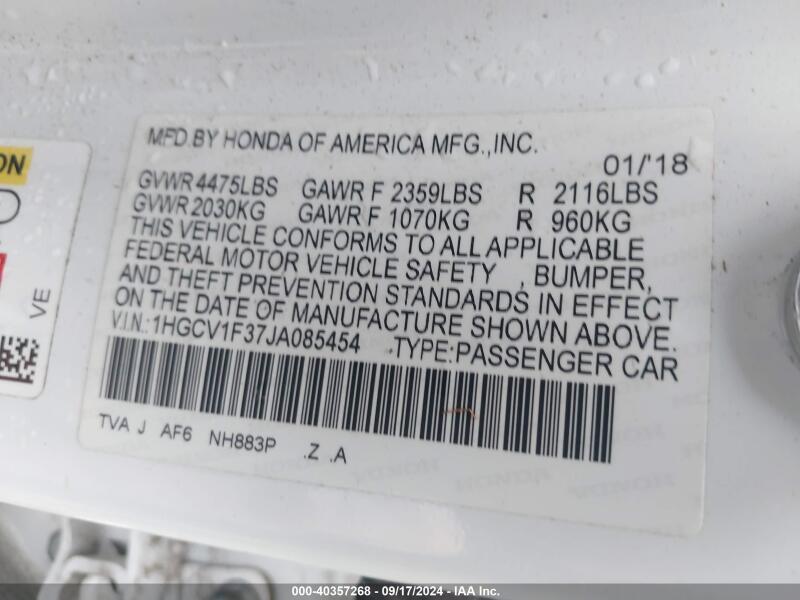 MFD.BY HONDA OF AMERICA MFG.,INC.
01/'18
GVWR 4475LBS GAWR F 2359LBS R 2116LBS
GVWR 2030KG GAWR F 1070KG R 960KG
THIS VEHICLE CONFORMS TO ALL APPLICABLE
FEDERAL MOTOR VEHICLE SAFETY , BUMPER,
AND THEFT PREVENTION STANDARDS IN EFFECT
ON THE DATE OF MANUFACTURE SHOWN ABOVE.
V.I.N.:1HGCV1F37JA085454 .TYPE:PASSENGER CAR
TVA J AF6 NH883P .Z .A
ON
VE
000-40357268 - 09/17/2024 - IAA Inc.